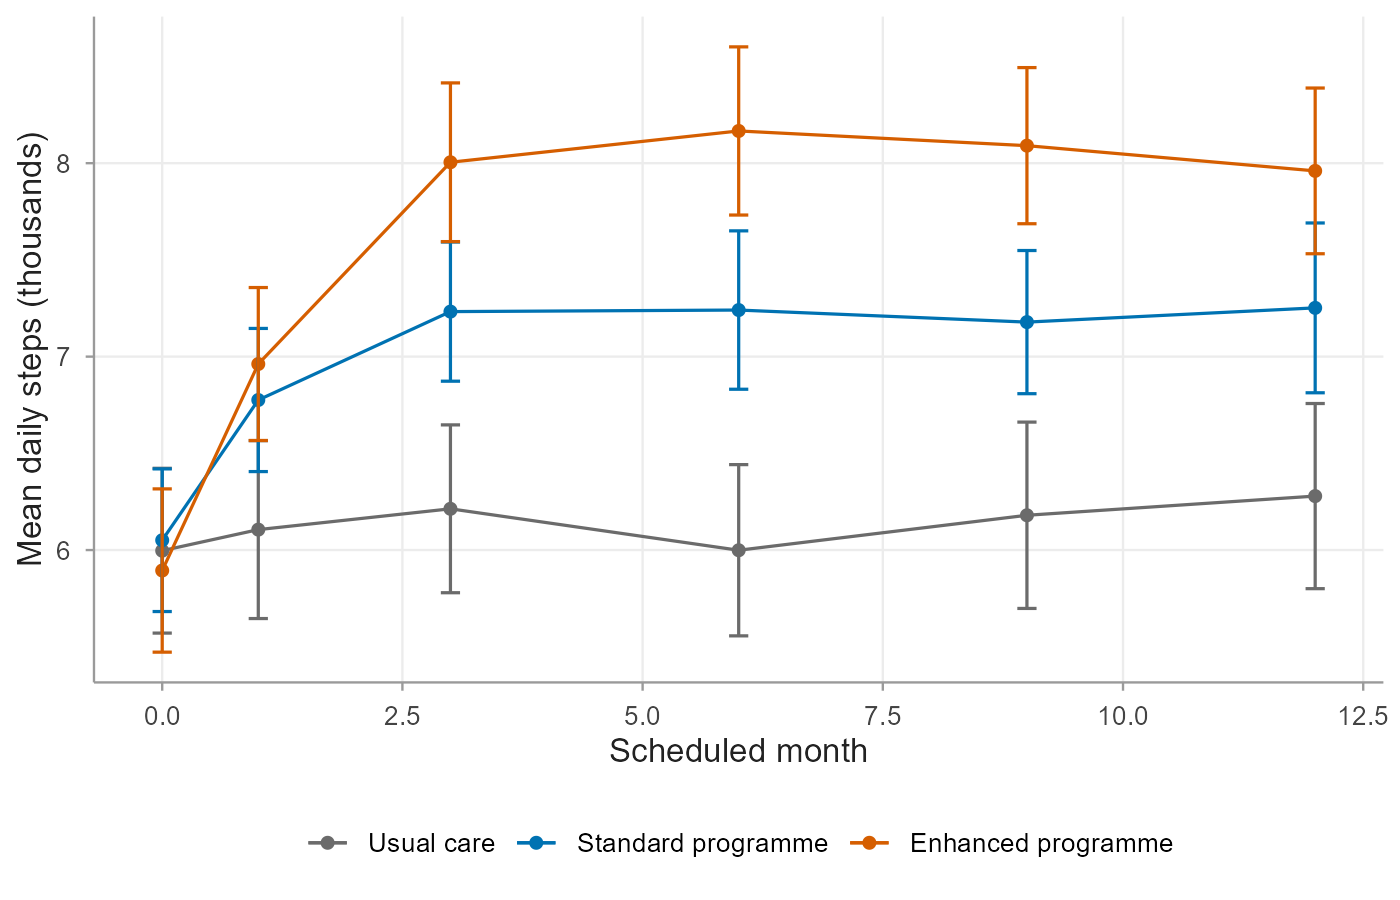 Mean daily steps (thousands)
8
7
6
0.0 2.5 5.0 7.5 10.0 12.5
Scheduled month
Usual care Standard programme Enhanced programme